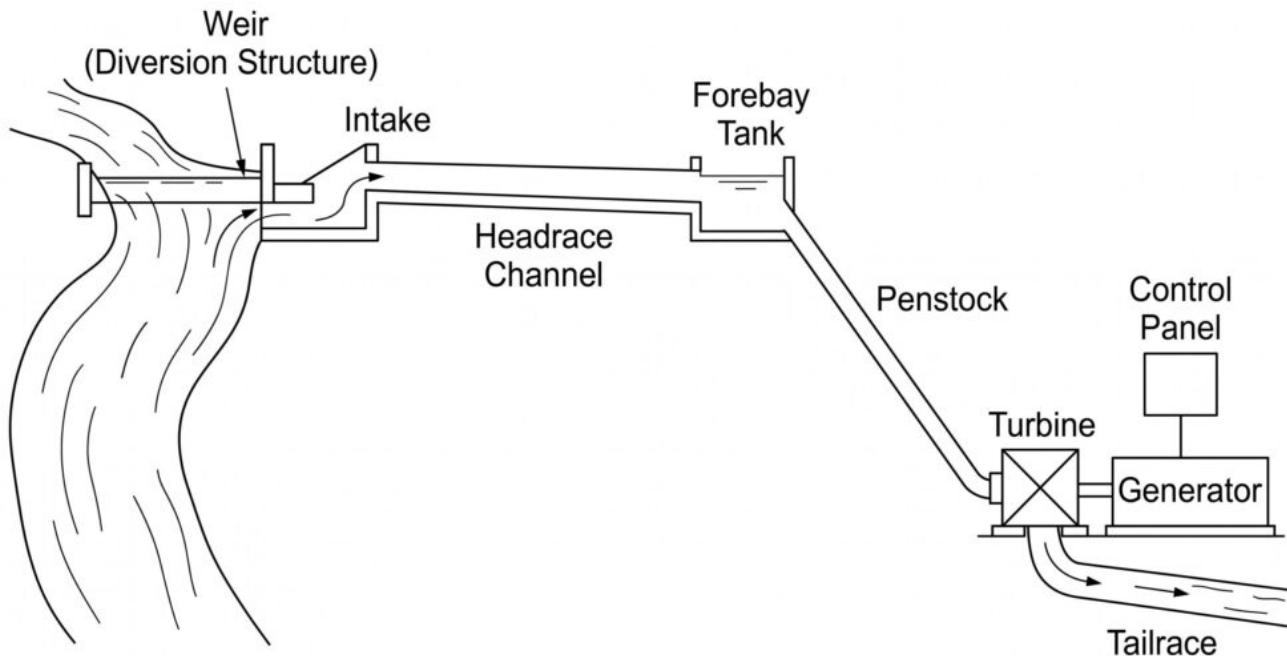 Weir
(Diversion Structure)
Intake
Forebay
Tank
Headrace
Channel
Penstock
Control
Panel
Turbine
Generator
Tailrace